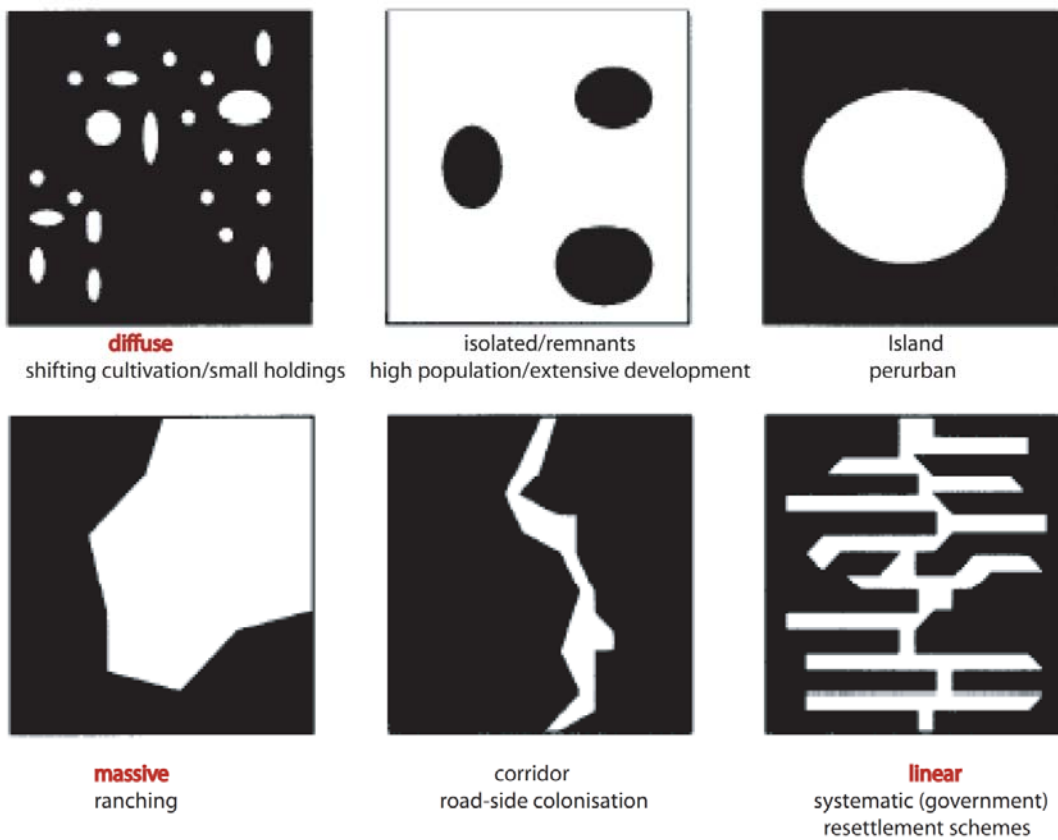 diffuse
shifting cultivation/small holdings
isolated/remnants
high population/extensive development
Island
perurban
massive
ranching
corridor
road-side colonisation
linear
systematic (government)
resettlement schemes